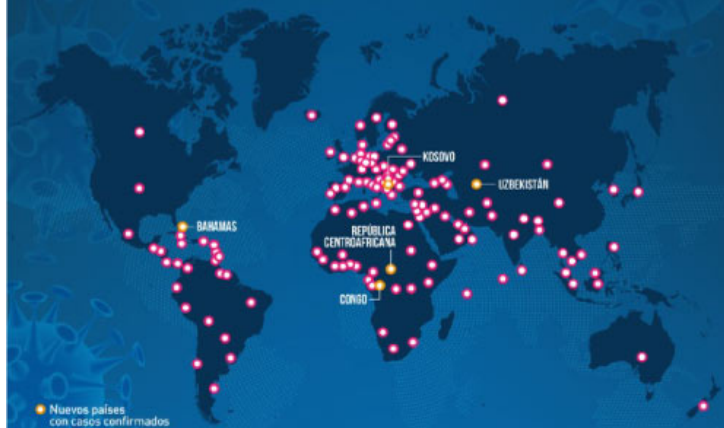 KOSOVO
UZBEKISTÁN
BAHAMAS
REPÚBLICA
CENTROAFRICANA
CONGO
Nuevos países
con casos confirmados